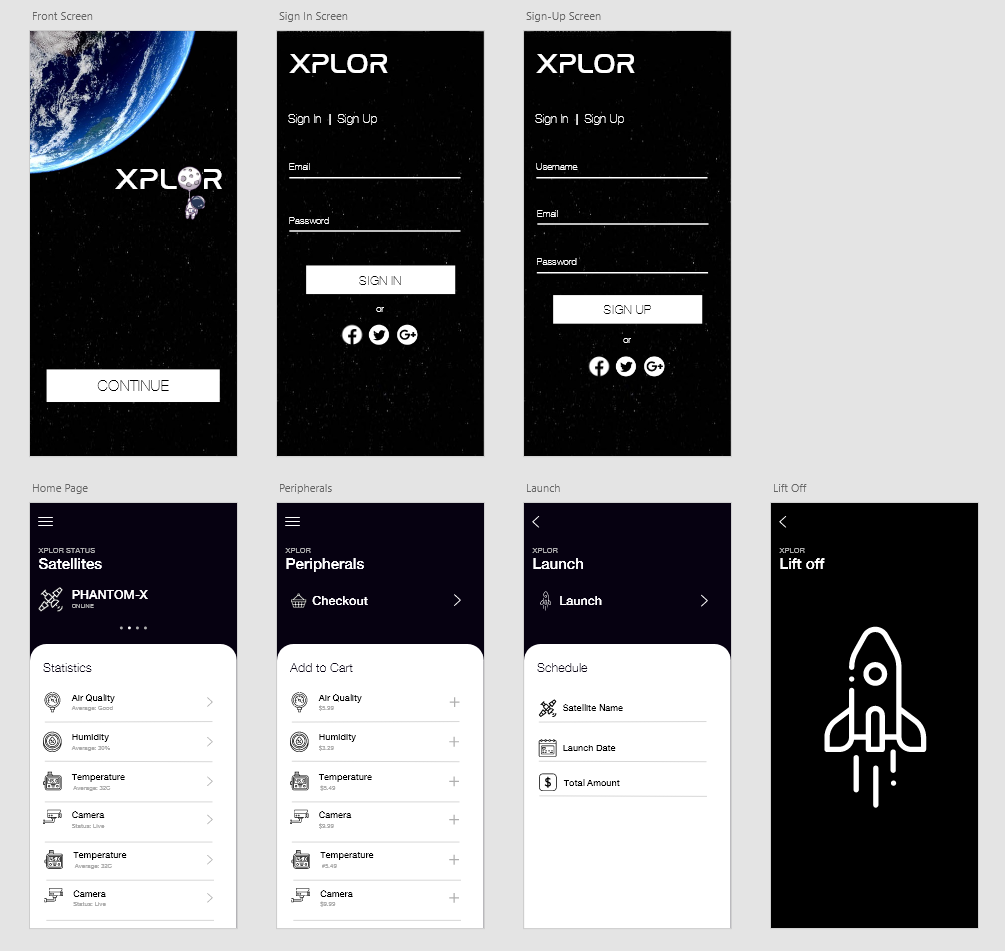 Front Screen
XPLOR
CONTINUE
Sign In Screen
XPLOR
Sign In | Sign Up
Email
Password
SIGN IN
or
Sign-Up Screen
XPLOR
Sign In | Sign Up
Username
Email
Password
SIGN UP
or
Home Page
XPLOR STATUS
Satellites
PHANTOM-X
ONLINE
Statistics
Air Quality
Average: Good
Humidity
Average: 30%
Temperature
Average: 32C
Camera
Status: Live
Temperature
Average: 32C
Camera
Status: Live
Peripherals
XPLOR
Peripherals
Checkout
Add to Cart
Air Quality
$5.99
Humidity
$3.29
Temperature
$5.49
Camera
$9.99
Temperature
#5.49
Camera
$9.99
Launch
XPLOR
Launch
Launch
Schedule
Satellite Name
Launch Date
Total Amount
Lift Off
XPLOR
Lift off